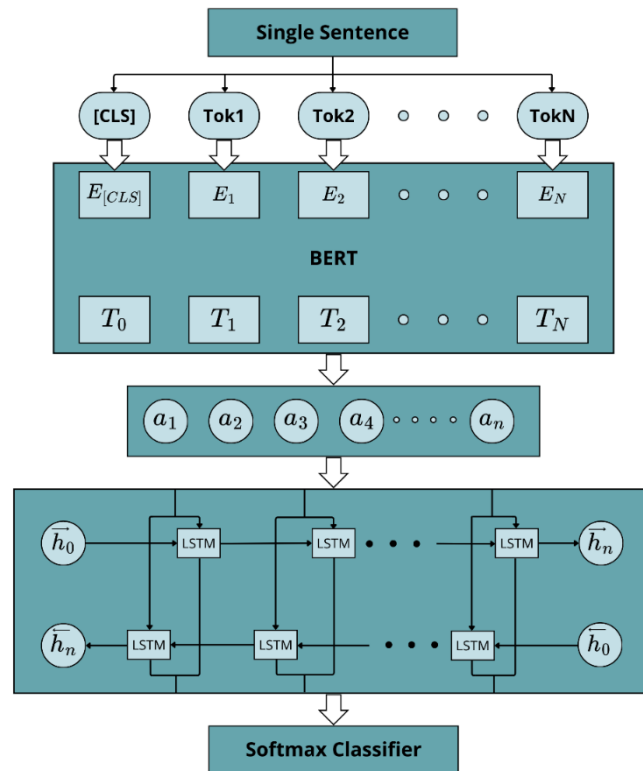 Single Sentence
[CLS] Tok1 Tok2 TokN
E[CLS] E1 E2 EN
BERT
T0 T1 T2 TN
a1 a2 a3 a4 an
h0 LSTM LSTM LSTM hn
hn LSTM LSTM LSTM h0
Softmax Classifier